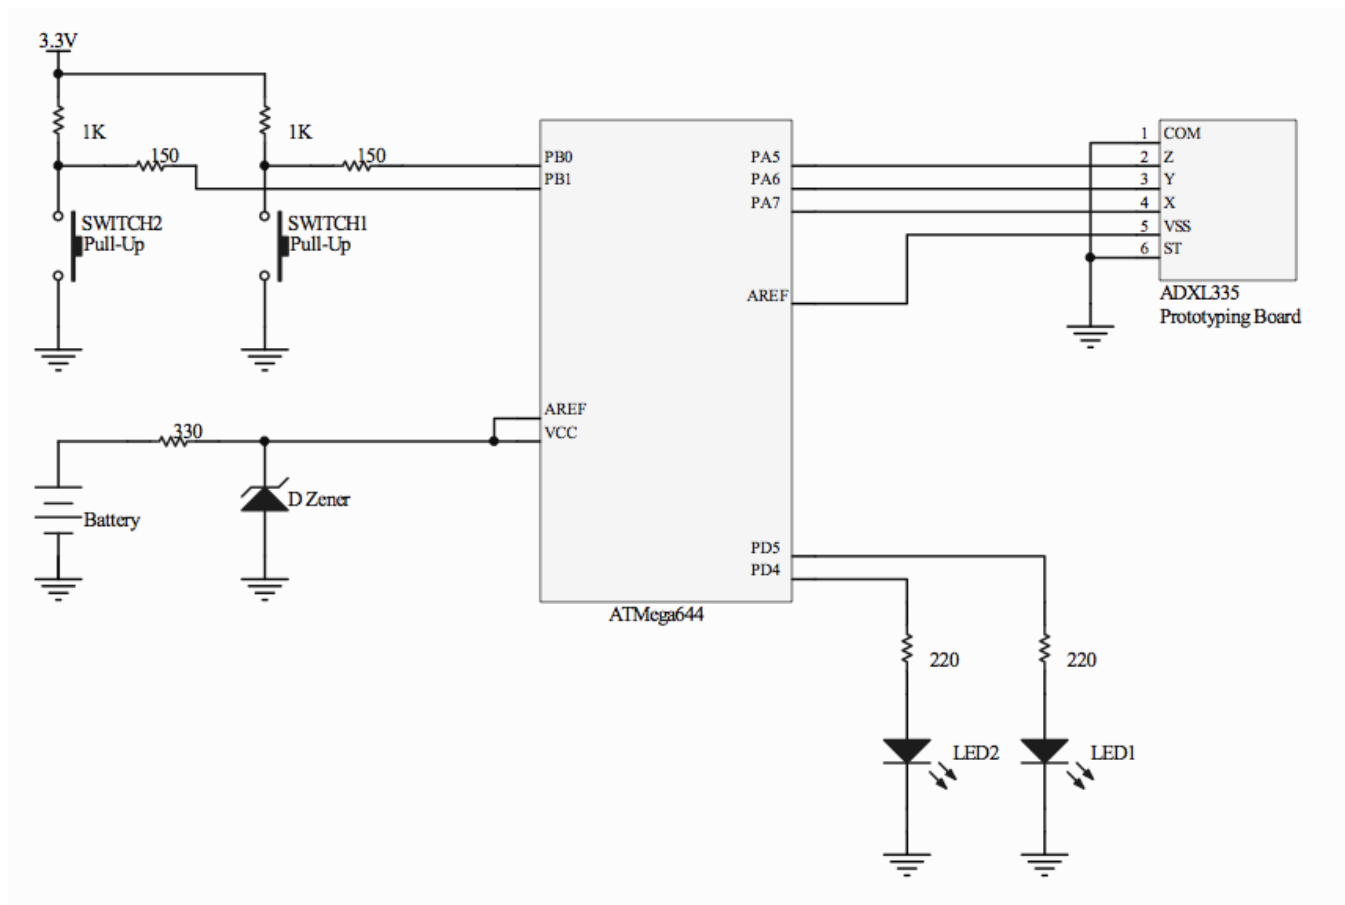 3.3V
1K
1K
150
150
PB0
PB1
SWITCH2
Pull-Up
SWITCH1
Pull-Up
PA5
PA6
PA7
AREF
1 COM
2 Z
3 Y
4 X
5 VSS
6 ST
ADXL335
Prototyping Board
330
AREF
VCC
Battery
D Zener
PD5
PD4
ATMega644
220
220
LED2
LED1